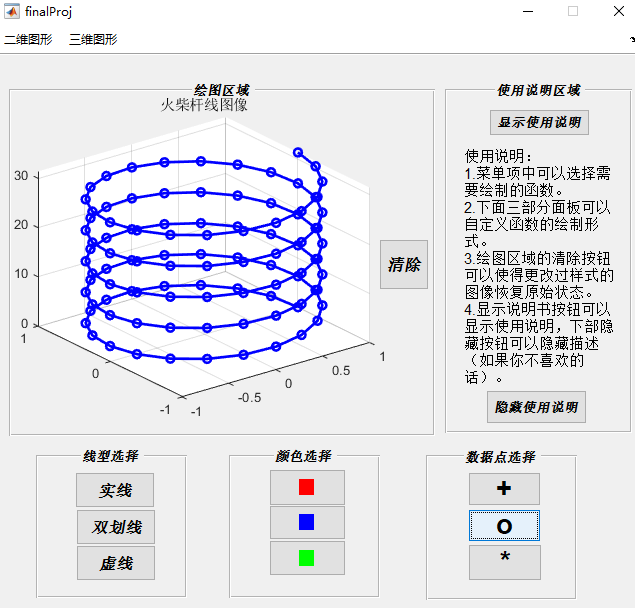 finalProj
二维图形 三维图形
绘图区域
火柴杆线图像
30
20
10
0
1
0
-1
-1
-0.5
0
0.5
1
清除
使用说明区域
显示使用说明
使用说明：
1.菜单项中可以选择需
要绘制的函数。
2.下面三部分面板可以
自定义函数的绘制形
式。
3.绘图区域的清除按钮
可以使得更改过样式的
图像恢复原始状态。
4.显示说明书按钮可以
显示使用说明，下部隐
藏按钮可以隐藏描述
（如果你不喜欢的
话）。
隐藏使用说明
线型选择
实线
双划线
虚线
颜色选择
数据点选择
+
O
*